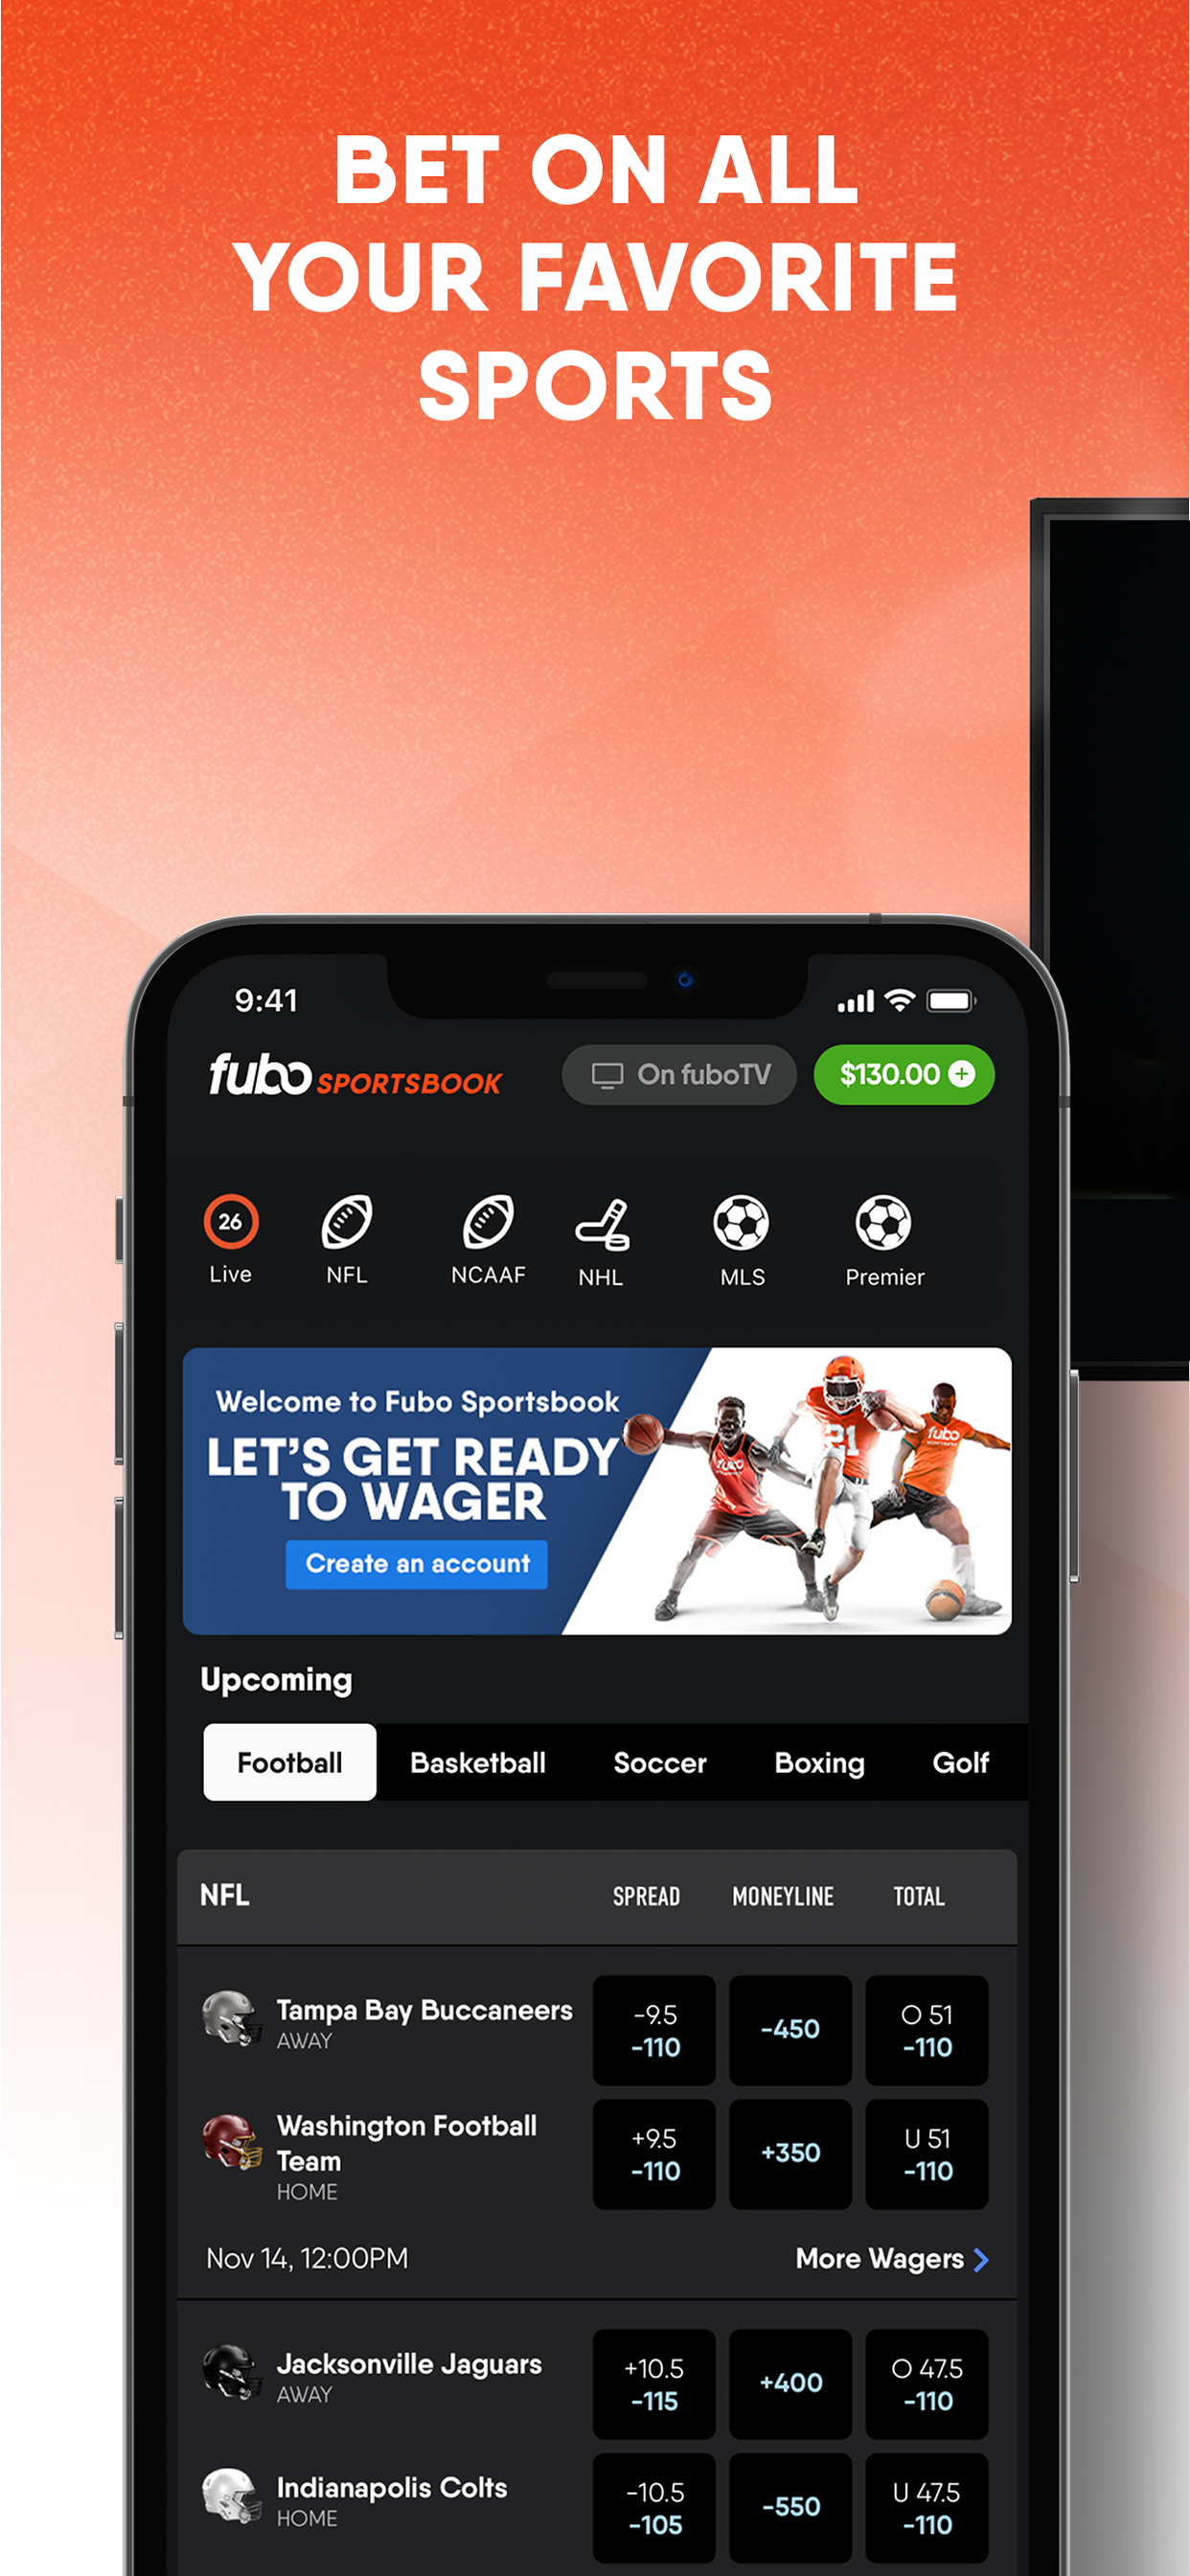 BET ON ALL
YOUR FAVORITE
SPORTS
9:41
fubo SPORTSBOOK
On fuboTV
$130.00 +
26
Live
NFL
NCAAF
NHL
MLS
Premier
Welcome to Fubo Sportsbook
LET'S GET READY
TO WAGER
Create an account
fubo
21
fubo
Upcoming
Football Basketball Soccer Boxing Golf
NFL SPREAD MONEYLINE TOTAL
Tampa Bay Buccaneers
AWAY
-9.5
-110
-450
O 51
-110
Washington Football
Team
HOME
+9.5
-110
+350
U 51
-110
Nov 14, 12:00PM More Wagers
Jacksonville Jaguars
AWAY
+10.5
-115
+400
O 47.5
-110
Indianapolis Colts
HOME
-10.5
-105
-550
U 47.5
-110